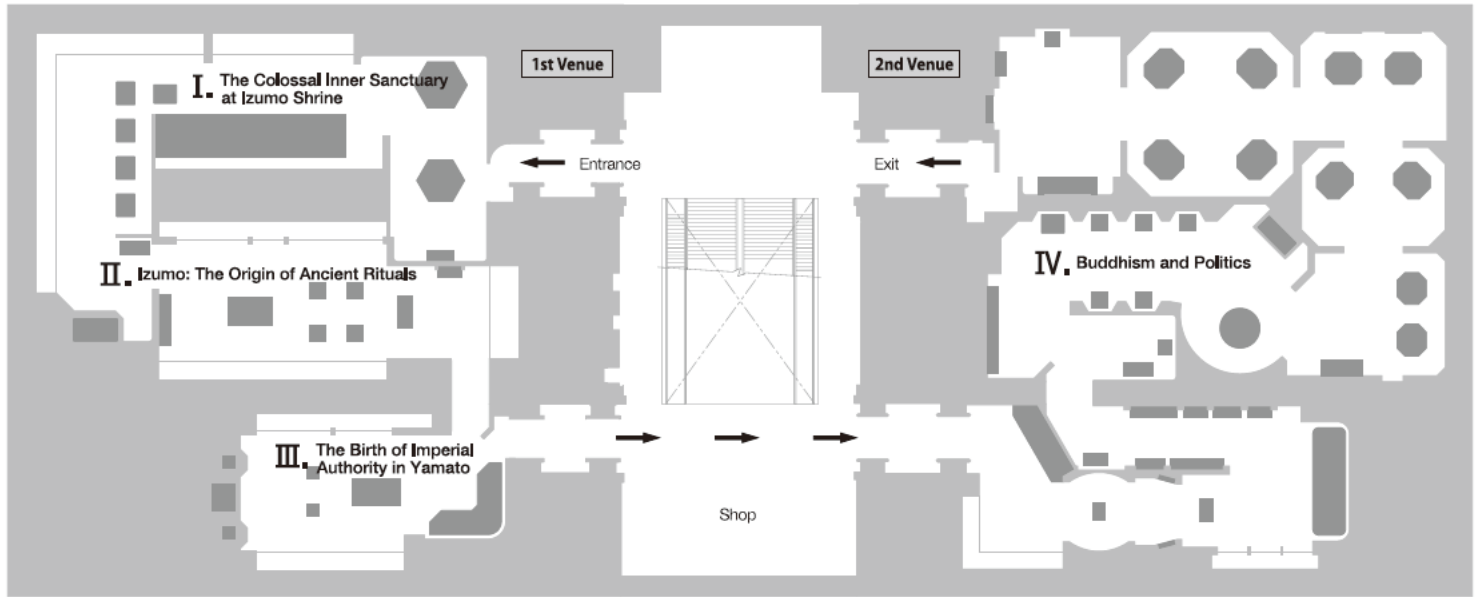 1st Venue
2nd Venue
I. The Colossal Inner Sanctuary
at Izumo Shrine
Entrance
Exit
II. Izumo: The Origin of Ancient Rituals
IV. Buddhism and Politics
III. The Birth of Imperial
Authority in Yamato
Shop